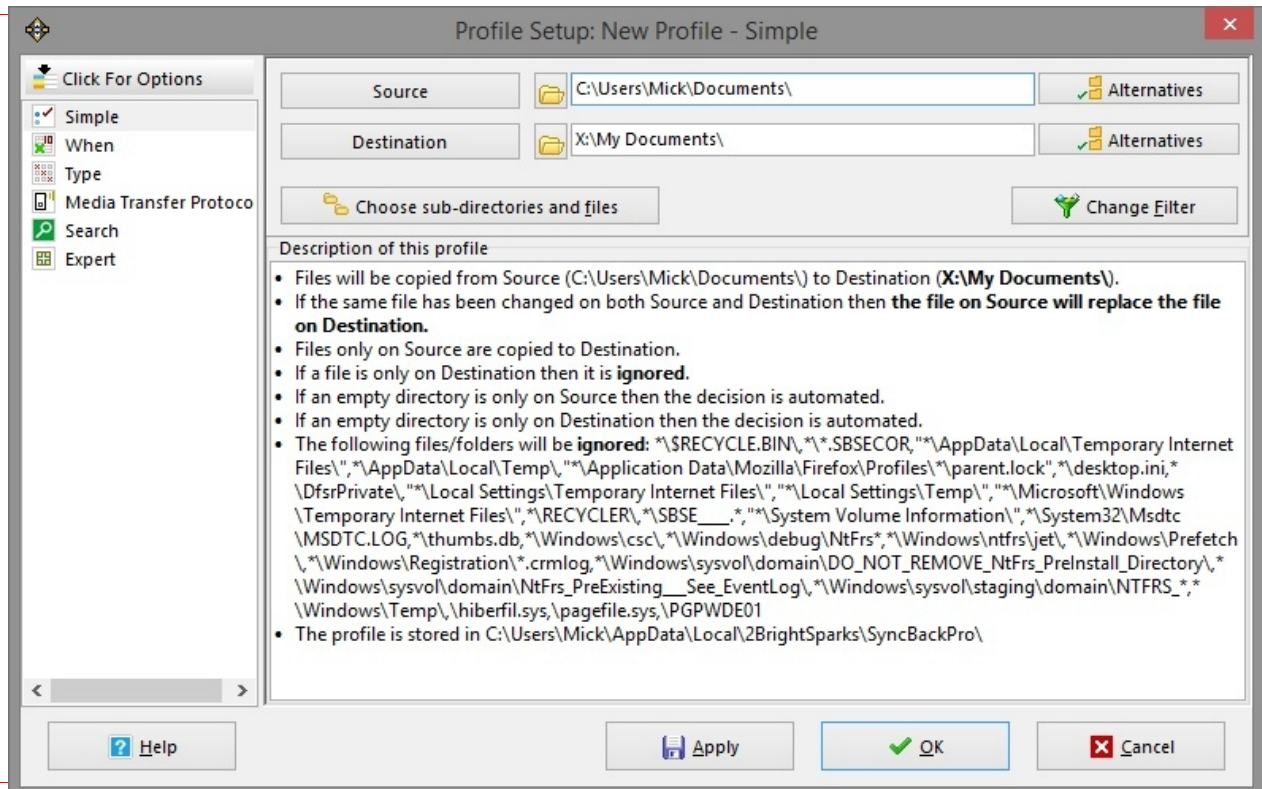 Profile Setup: New Profile - Simple
Click For Options
Simple
When
Type
Media Transfer Protoco
Search
Expert
Source
C:\Users\Mick\Documents\
Alternatives
Destination
X:\My Documents\
Alternatives
Choose sub-directories and files
Change Filter
Description of this profile
• Files will be copied from Source (C:\Users\Mick\Documents\) to Destination (X:\My Documents\).
• If the same file has been changed on both Source and Destination then the file on Source will replace the file
on Destination.
• Files only on Source are copied to Destination.
• If a file is only on Destination then it is ignored.
• If an empty directory is only on Source then the decision is automated.
• If an empty directory is only on Destination then the decision is automated.
• The following files/folders will be ignored: *\$RECYCLE.BIN\,*\*.SBSECOR,"*\AppData\Local\Temporary Internet
Files\",*\AppData\Local\Temp\,"*\Application Data\Mozilla\Firefox\Profiles\*\parent.lock",*\desktop.ini,*
\DfsrPrivate\,"*\Local Settings\Temporary Internet Files\","*\Local Settings\Temp\","*\Microsoft\Windows
\Temporary Internet Files\",*\RECYCLER\,*\SBSE___.*,"*\System Volume Information\",*\System32\Msdtc
\MSDTC.LOG,*\thumbs.db,*\Windows\csc\,*\Windows\debug\NtFrs*,*\Windows\ntfrs\jet\,*\Windows\Prefetch
\,*\Windows\Registration\*.crmlog,*\Windows\sysvol\domain\DO_NOT_REMOVE_NtFrs_PreInstall_Directory\,*
\Windows\sysvol\domain\NtFrs_PreExisting___See_EventLog\,*\Windows\sysvol\staging\domain\NTFRS_*,*
\Windows\Temp\,\hiberfil.sys,\pagefile.sys,\PGPWDE01
• The profile is stored in C:\Users\Mick\AppData\Local\2BrightSparks\SyncBackPro\
Help
Apply
OK
Cancel